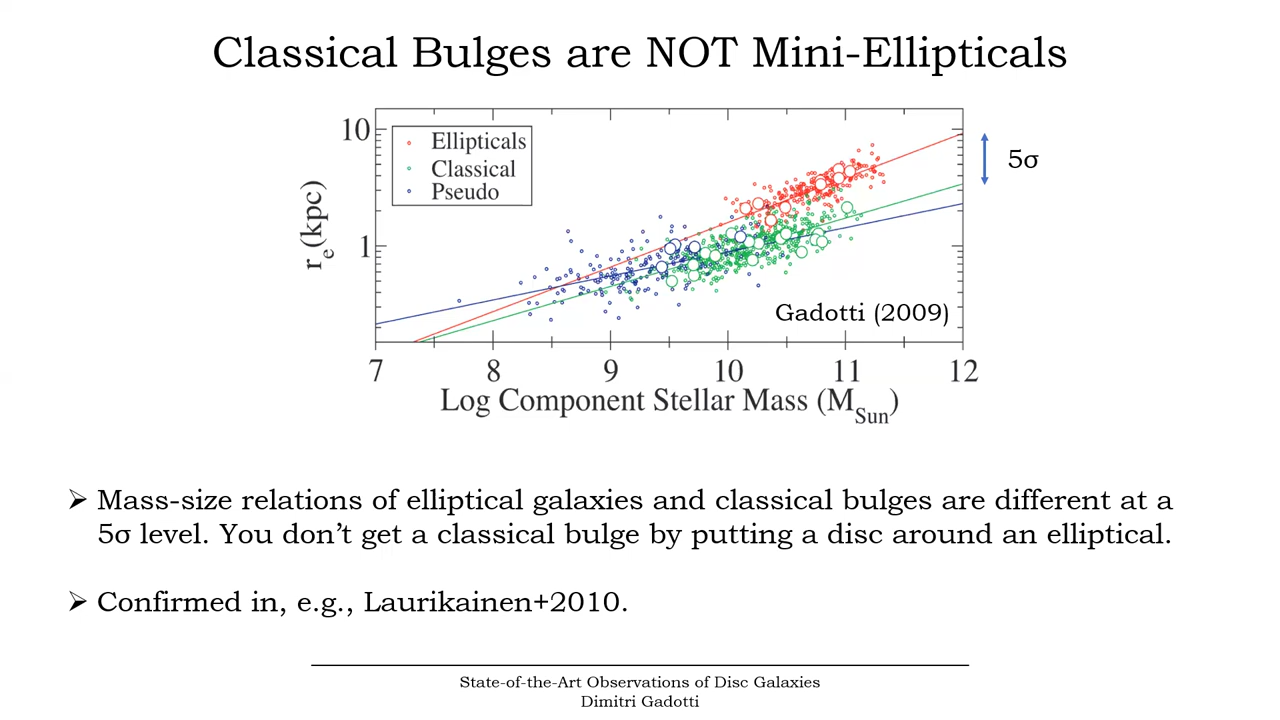 Classical Bulges are NOT Mini-Ellipticals
10
1
r_e(kpc)
Ellipticals
Classical
Pseudo
5σ
Gadotti (2009)
7 8 9 10 11 12
Log Component Stellar Mass (M_Sun)
➢ Mass-size relations of elliptical galaxies and classical bulges are different at a
5σ level. You don’t get a classical bulge by putting a disc around an elliptical.
➢ Confirmed in, e.g., Laurikainen+2010.
State-of-the-Art Observations of Disc Galaxies
Dimitri Gadotti